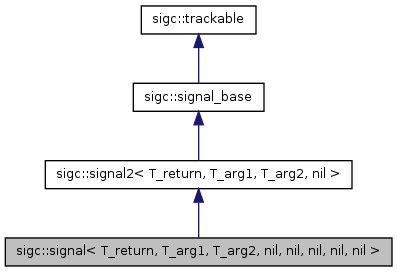 sigc::trackable
sigc::signal_base
sigc::signal2< T_return, T_arg1, T_arg2, nil >
sigc::signal< T_return, T_arg1, T_arg2, nil, nil, nil, nil, nil >